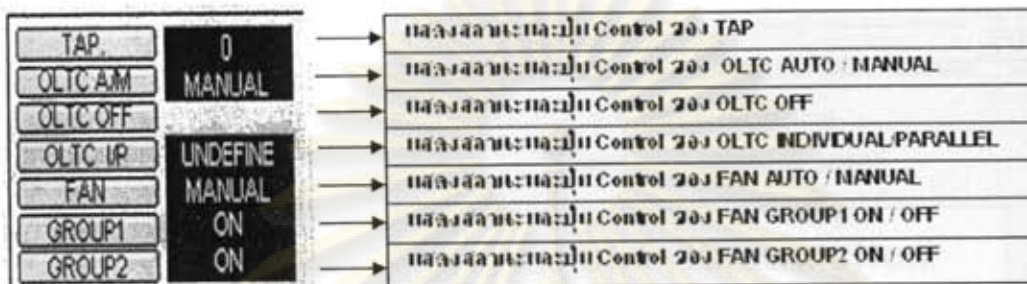 TAP. 0 แสดงสถานะและปุ่ม Control ของ TAP
OLTC A/M MANUAL แสดงสถานะและปุ่ม Control ของ OLTC AUTO / MANUAL
OLTC OFF แสดงสถานะและปุ่ม Control ของ OLTC OFF
OLTC I/P UNDEFINE แสดงสถานะและปุ่ม Control ของ OLTC INDIVIDUAL/PARALLEL
FAN MANUAL แสดงสถานะและปุ่ม Control ของ FAN AUTO / MANUAL
GROUP1 ON แสดงสถานะและปุ่ม Control ของ FAN GROUP1 ON / OFF
GROUP2 ON แสดงสถานะและปุ่ม Control ของ FAN GROUP2 ON / OFF